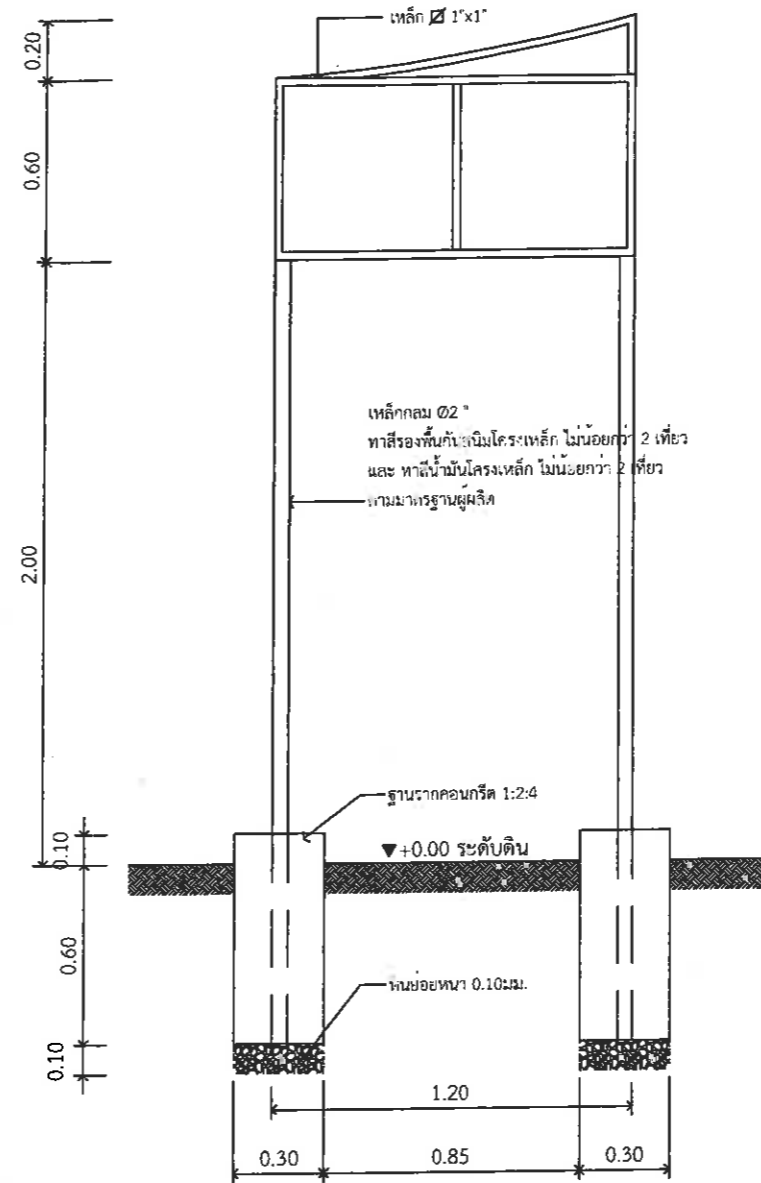 เหล็ก 1"x1"
0.20
0.60
2.00
เหล็กกลม Ø2 "
ทาสีรองพื้นกันสนิมโครงเหล็ก ไม่น้อยกว่า 2 เที่ยว
และ ทาสีน้ำมันโครงเหล็ก ไม่น้อยกว่า 2 เที่ยว
ตามมาตรฐานผู้ผลิต
ฐานรากคอนกรีต 1:2:4
0.10
▼+0.00 ระดับดิน
0.60
หินย่อยหนา 0.10มม.
0.10
1.20
0.30
0.85
0.30